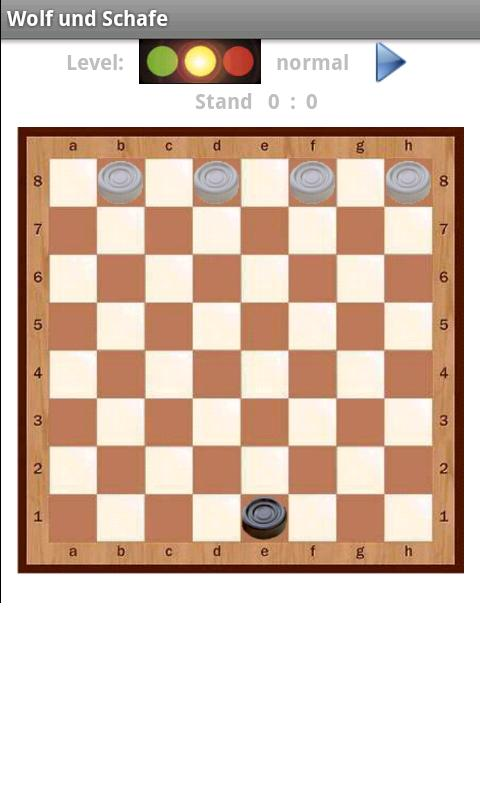 Wolf und Schafe
Level: normal
Stand 0 : 0
a b c d e f g h
8 8
7 7
6 6
5 5
4 4
3 3
2 2
1 1
a b c d e f g h